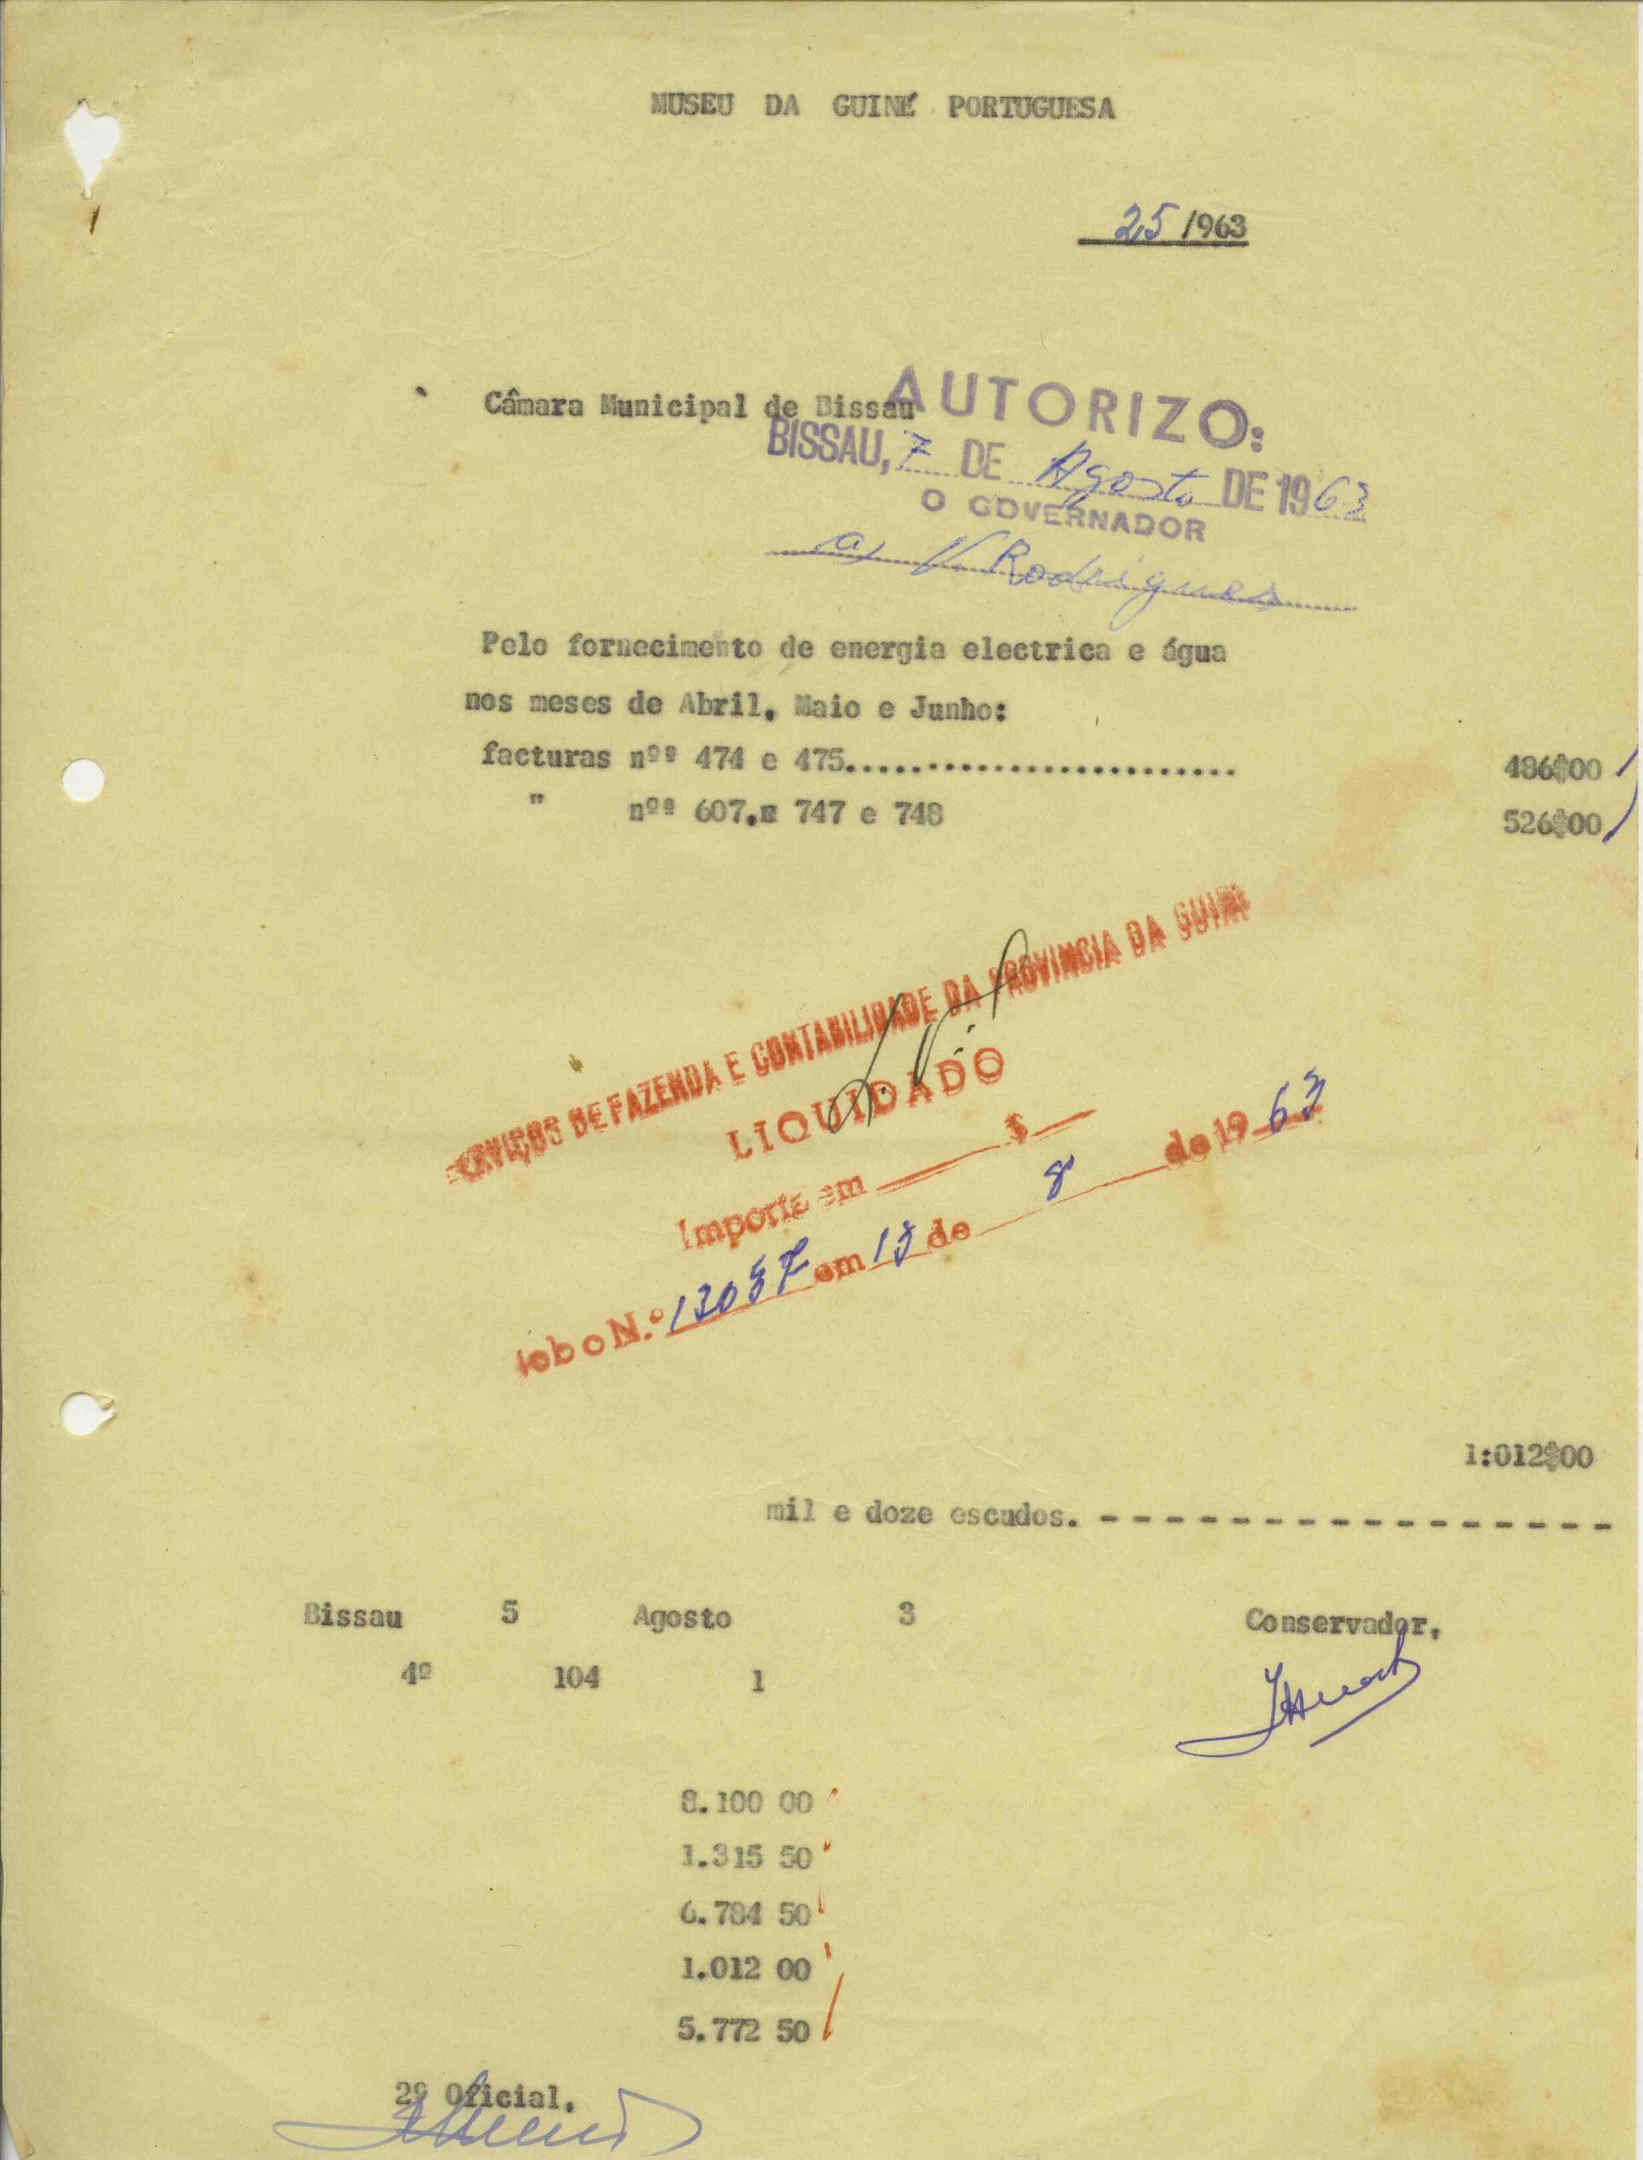 MUSEU DA GUINÉ PORTUGUESA
25/963
Câmara Municipal de Bissau
AUTORIZO:
BISSAU, 7 DE Agosto DE 1963
O GOVERNADOR
a) V. Rodrigues
Pelo fornecimento de energia electrica e água
nos meses de Abril, Maio e Junho:
facturas nºs 474 e 475........................ 486$00
" nºs 607, 747 e 748 526$00
SERVIÇOS DE FAZENDA E CONTABILIDADE DA PROVINCIA DA GUINÉ
LIQUIDADO
Importa em $
N.º 13037 em 13 de 8 de 1963
1:012$00
mil e doze escudos. - - - - - - - - - - - - - - - -
Bissau 5 Agosto 3 Conservador,
4º 104 1
8.100 00
1.315 50
6.784 50
1.012 00
5.772 50
2º Oficial,